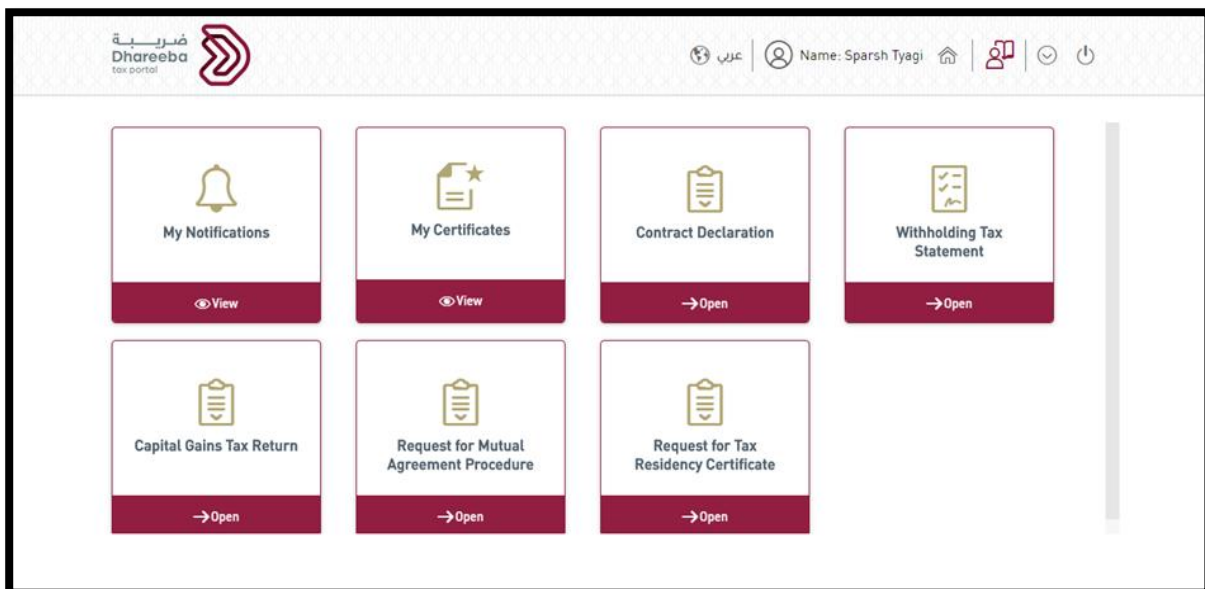 ضريبة
Dhareeba
tax portal
عربي
Name: Sparsh Tyagi
My Notifications
View
My Certificates
View
Contract Declaration
Open
Withholding Tax
Statement
Open
Capital Gains Tax Return
Open
Request for Mutual
Agreement Procedure
Open
Request for Tax
Residency Certificate
Open